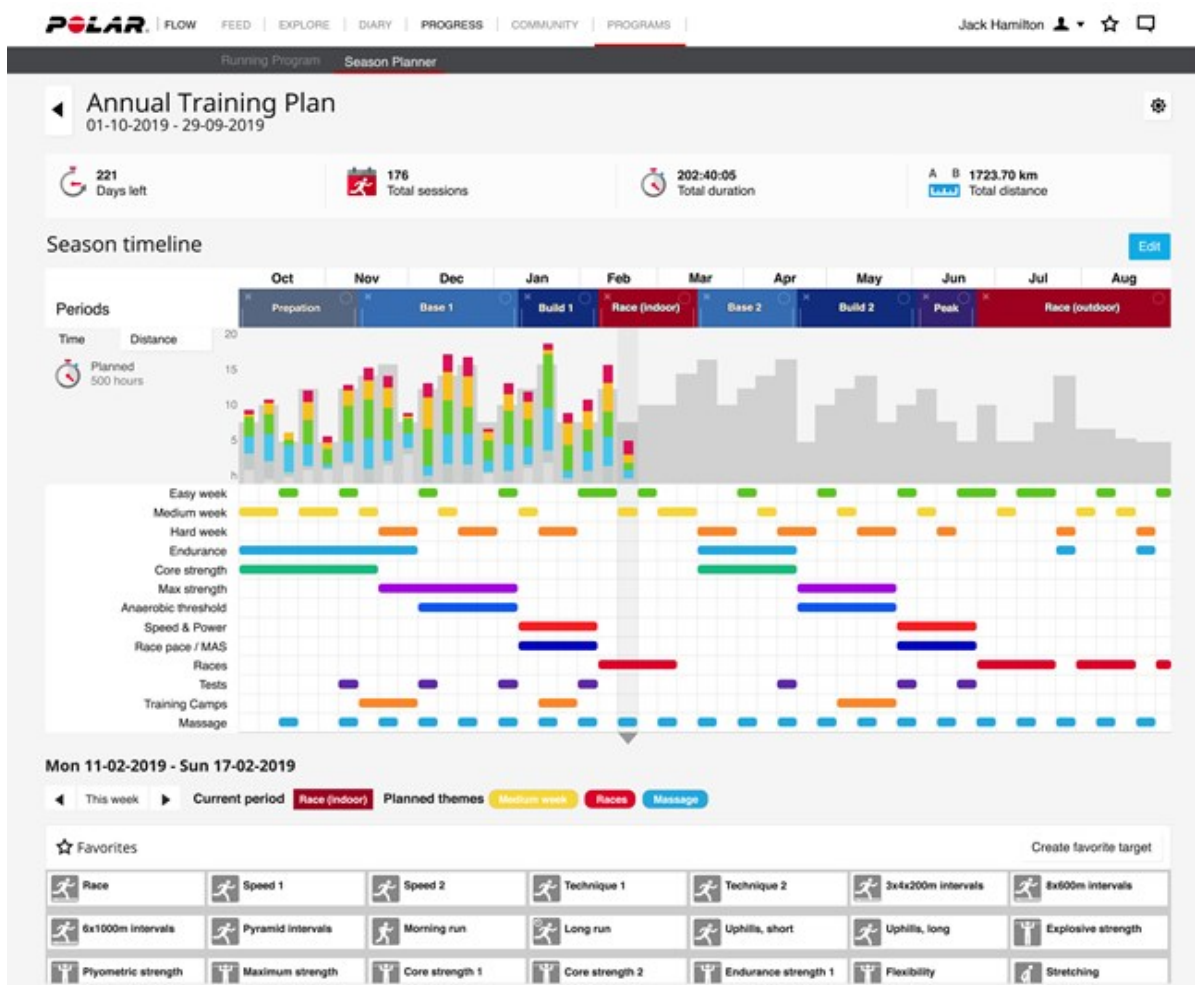 POLAR. FLOW FEED EXPLORE DIARY PROGRESS COMMUNITY PROGRAMS Jack Hamilton
Running Program Season Planner
Annual Training Plan
01-10-2019 - 29-09-2019
221
Days left
176
Total sessions
202:40:05
Total duration
A B 1723.70 km
Total distance
Season timeline
Edit
Oct Nov Dec Jan Feb Mar Apr May Jun Jul Aug
Periods
Prepation Base 1 Build 1 Race (indoor) Base 2 Build 2 Peak Race (outdoor)
Time Distance
Planned
500 hours
20
15
10
5
h
Easy week
Medium week
Hard week
Endurance
Core strength
Max strength
Anaerobic threshold
Speed & Power
Race pace / MAS
Races
Tests
Training Camps
Massage
Mon 11-02-2019 - Sun 17-02-2019
This week Current period Race (indoor) Planned themes Medium week Races Massage
Favorites Create favorite target
Race Speed 1 Speed 2 Technique 1 Technique 2 3x4x200m intervals 8x600m intervals
6x1000m intervals Pyramid intervals Morning run Long run Uphills, short Uphills, long Explosive strength
Plyometric strength Maximum strength Core strength 1 Core strength 2 Endurance strength 1 Flexibility Stretching